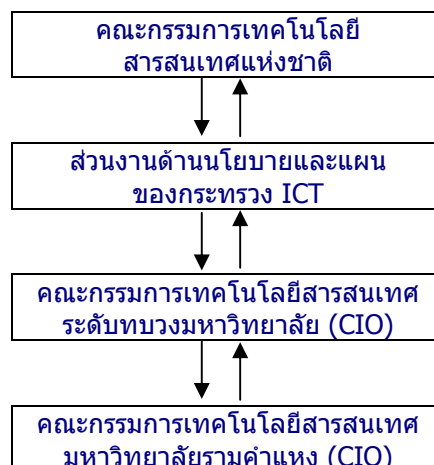 คณะกรรมการเทคโนโลยี
สารสนเทศแห่งชาติ
ส่วนงานด้านนโยบายและแผน
ของกระทรวง ICT
คณะกรรมการเทคโนโลยีสารสนเทศ
ระดับทบวงมหาวิทยาลัย (CIO)
คณะกรรมการเทคโนโลยีสารสนเทศ
มหาวิทยาลัยรามคำแหง (CIO)